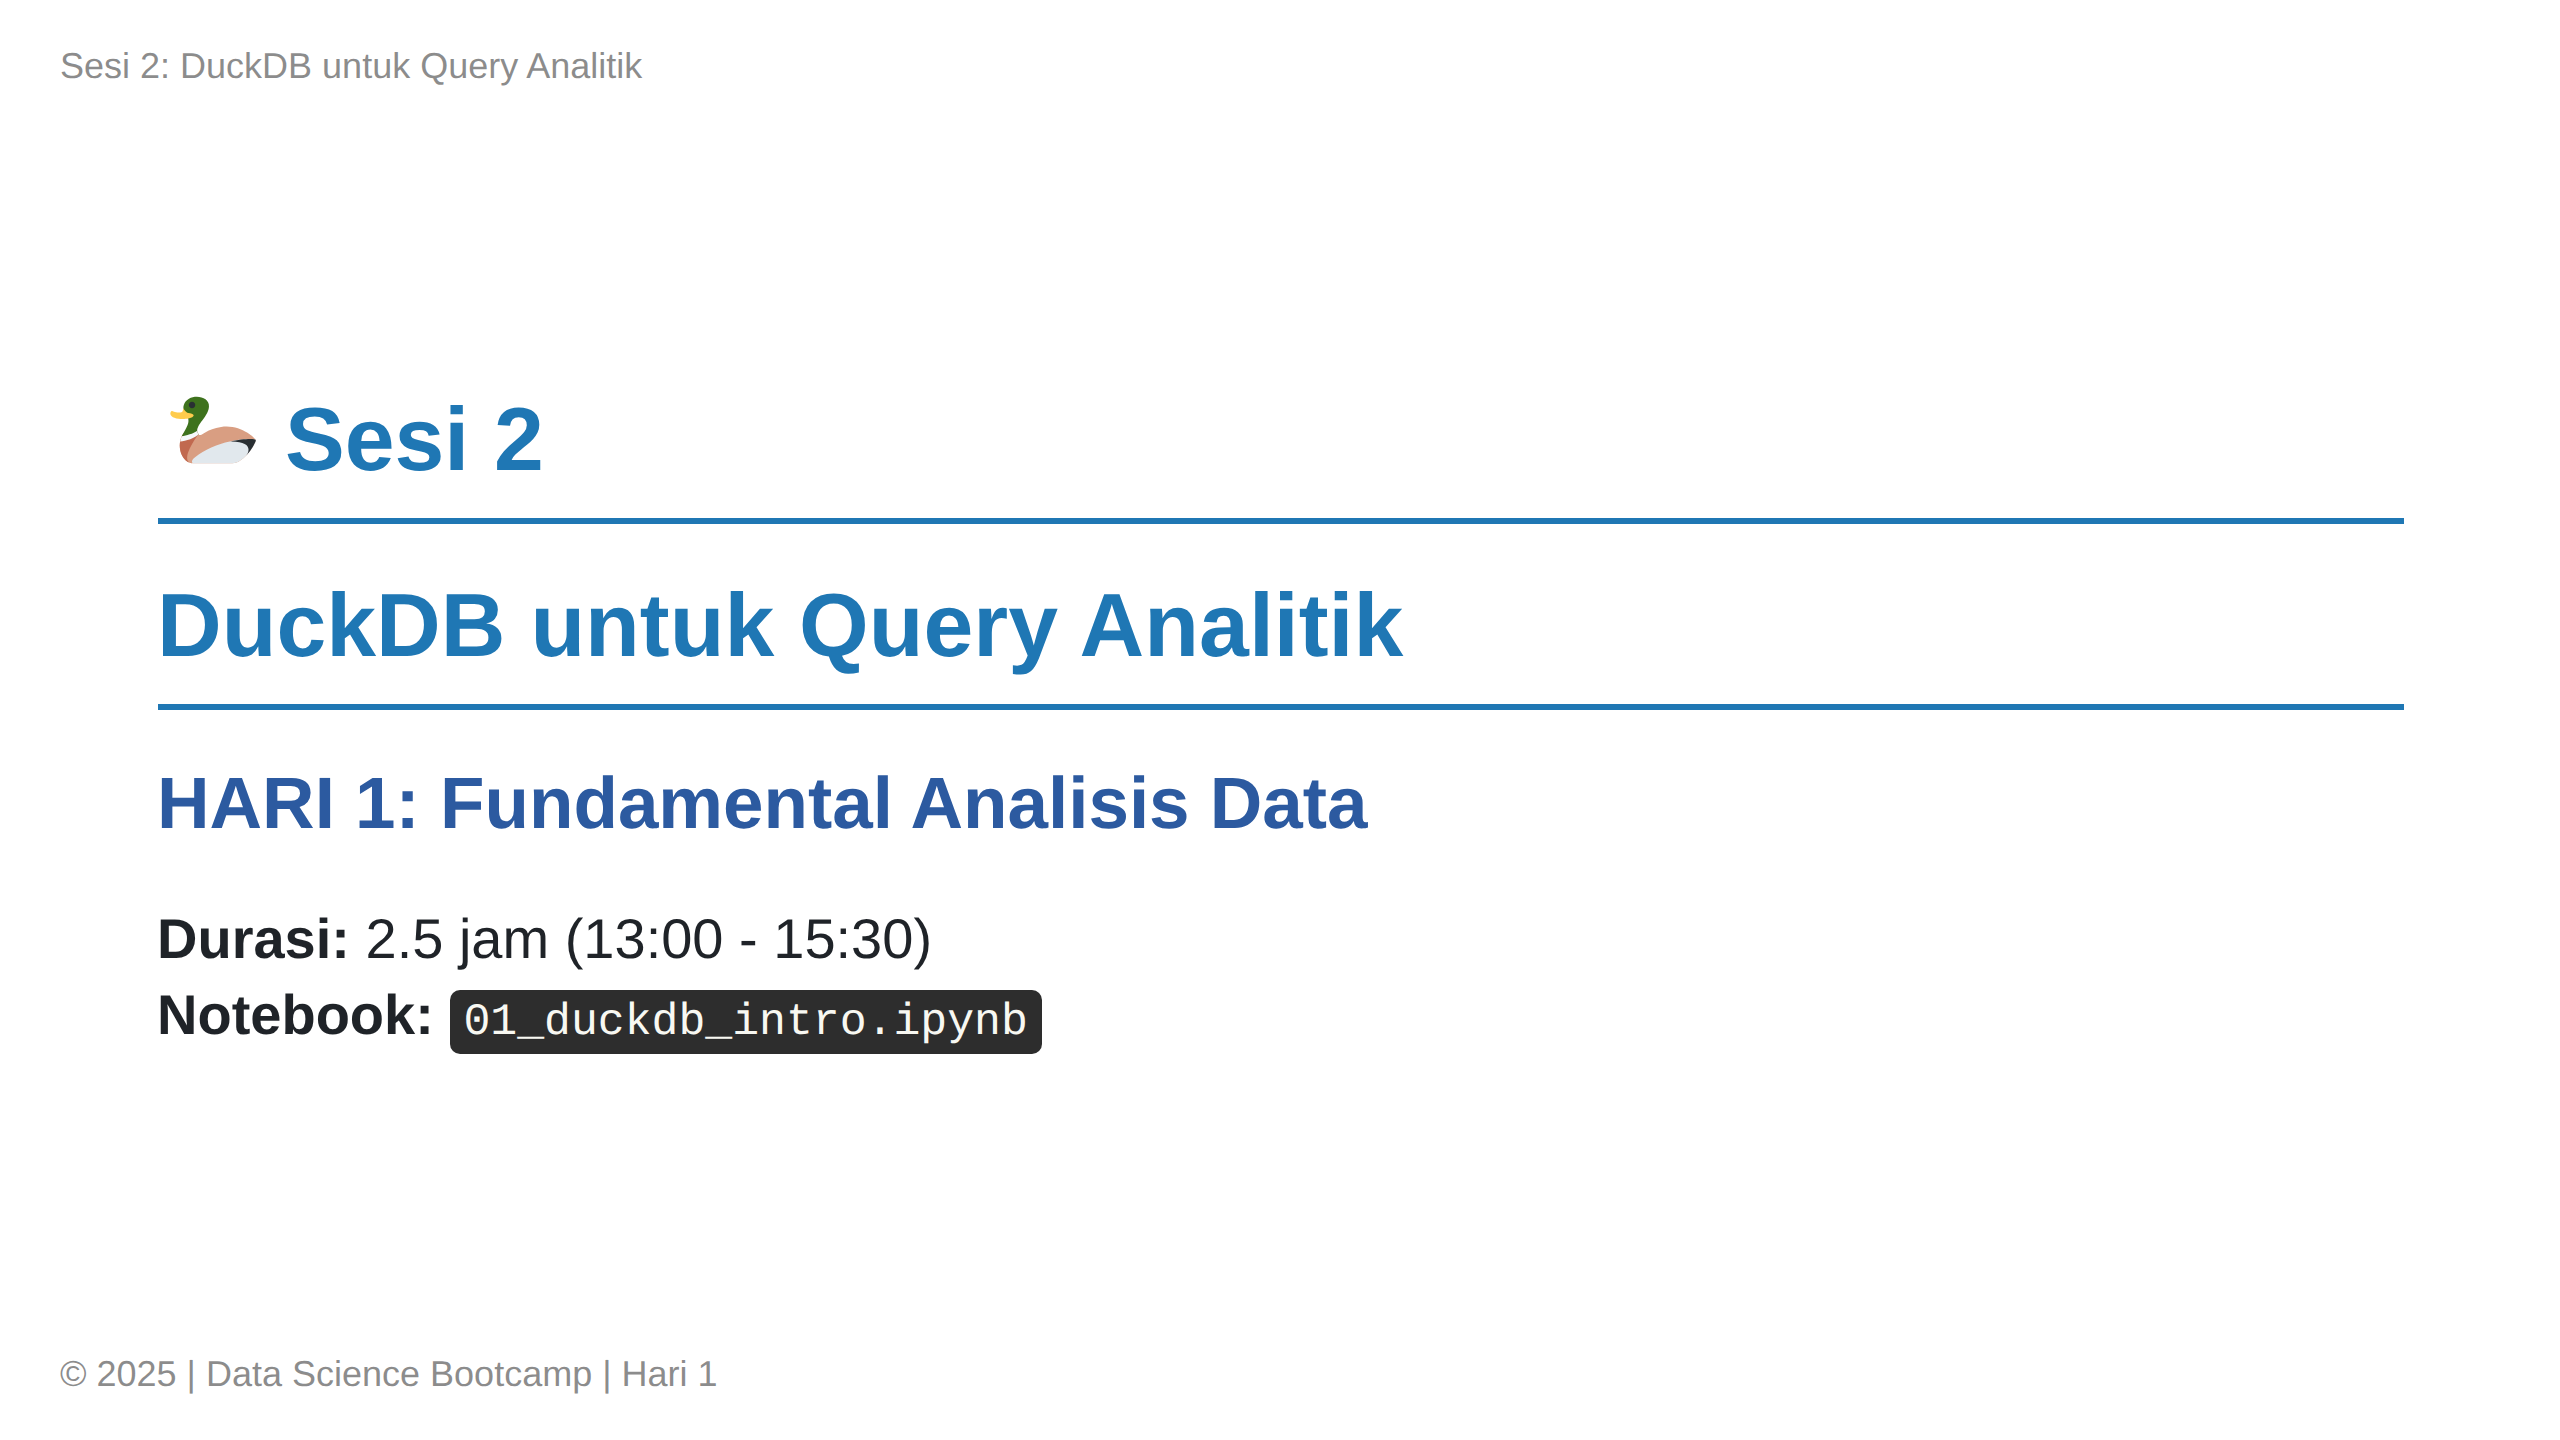 Sesi 2: DuckDB untuk Query Analitik
Sesi 2
DuckDB untuk Query Analitik
HARI 1: Fundamental Analisis Data
Durasi: 2.5 jam (13:00 - 15:30)
Notebook: 01_duckdb_intro.ipynb
© 2025 | Data Science Bootcamp | Hari 1